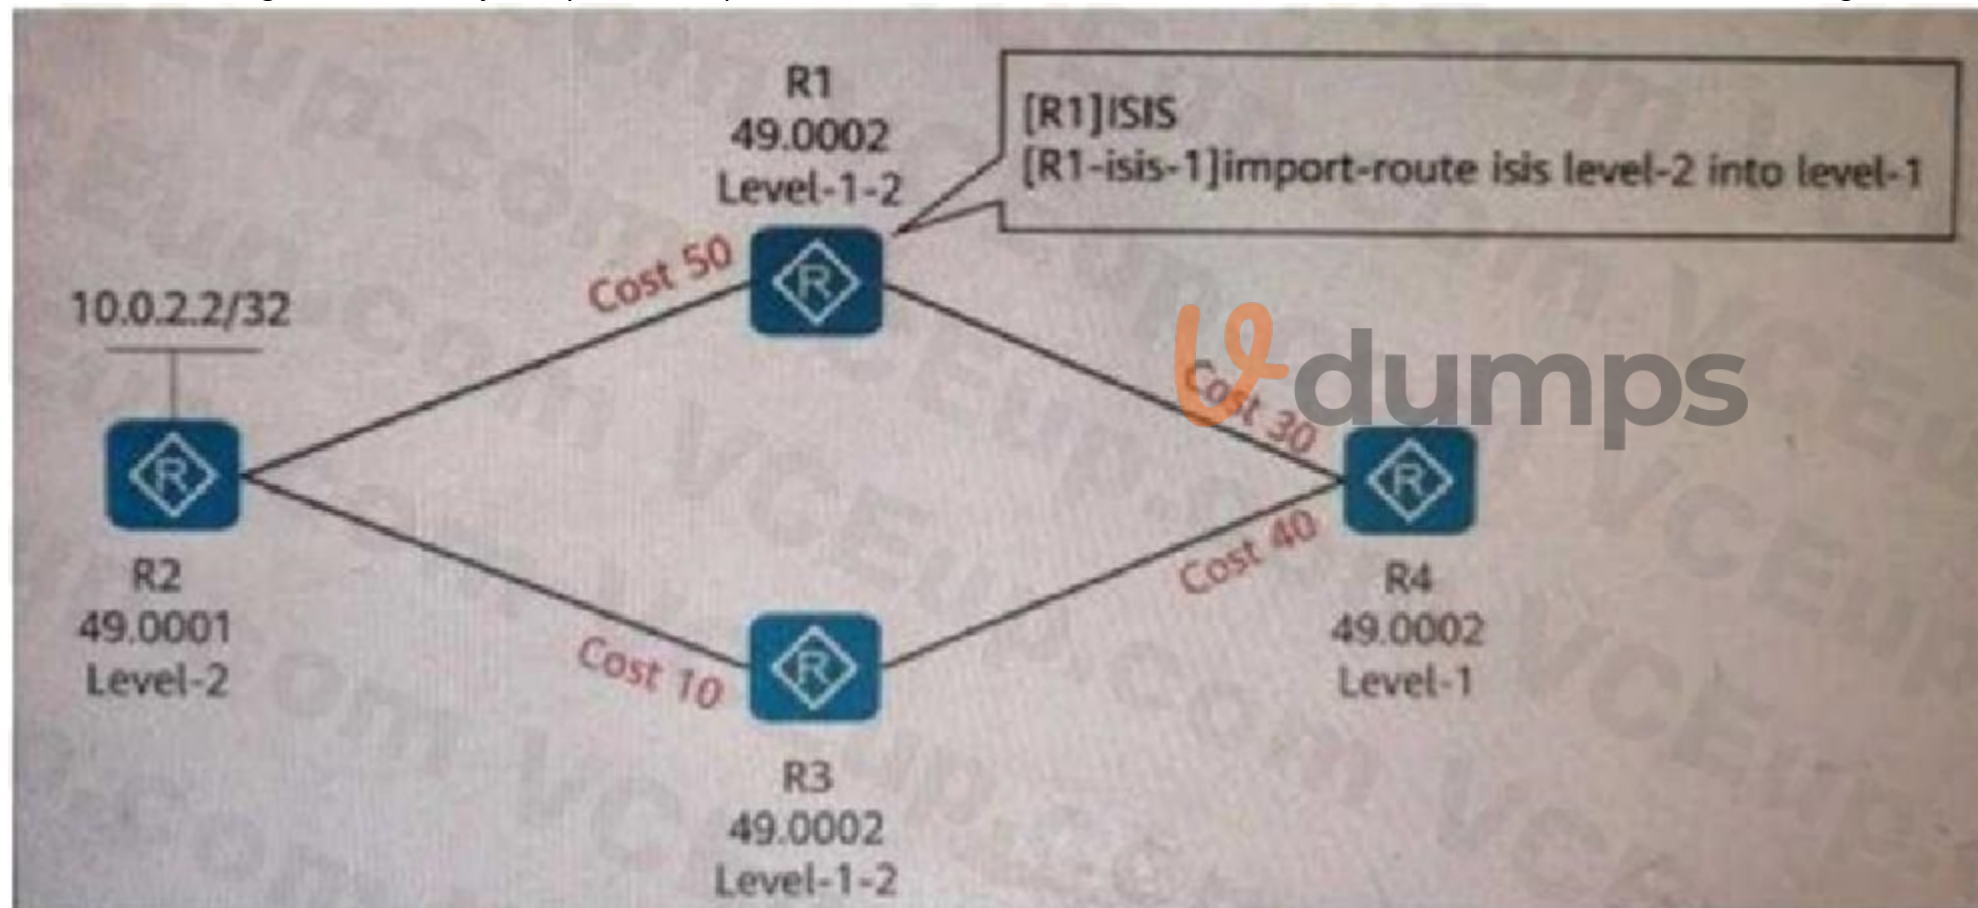 R1
49.0002
Level-1-2
[R1]ISIS
[R1-isis-1]import-route isis level-2 into level-1
Cost 50
10.0.2.2/32
Cost 30
dumps
R2
49.0001
Level-2
Cost 10
Cost 40
R4
49.0002
Level-1
R3
49.0002
Level-1-2
R
R
R
R